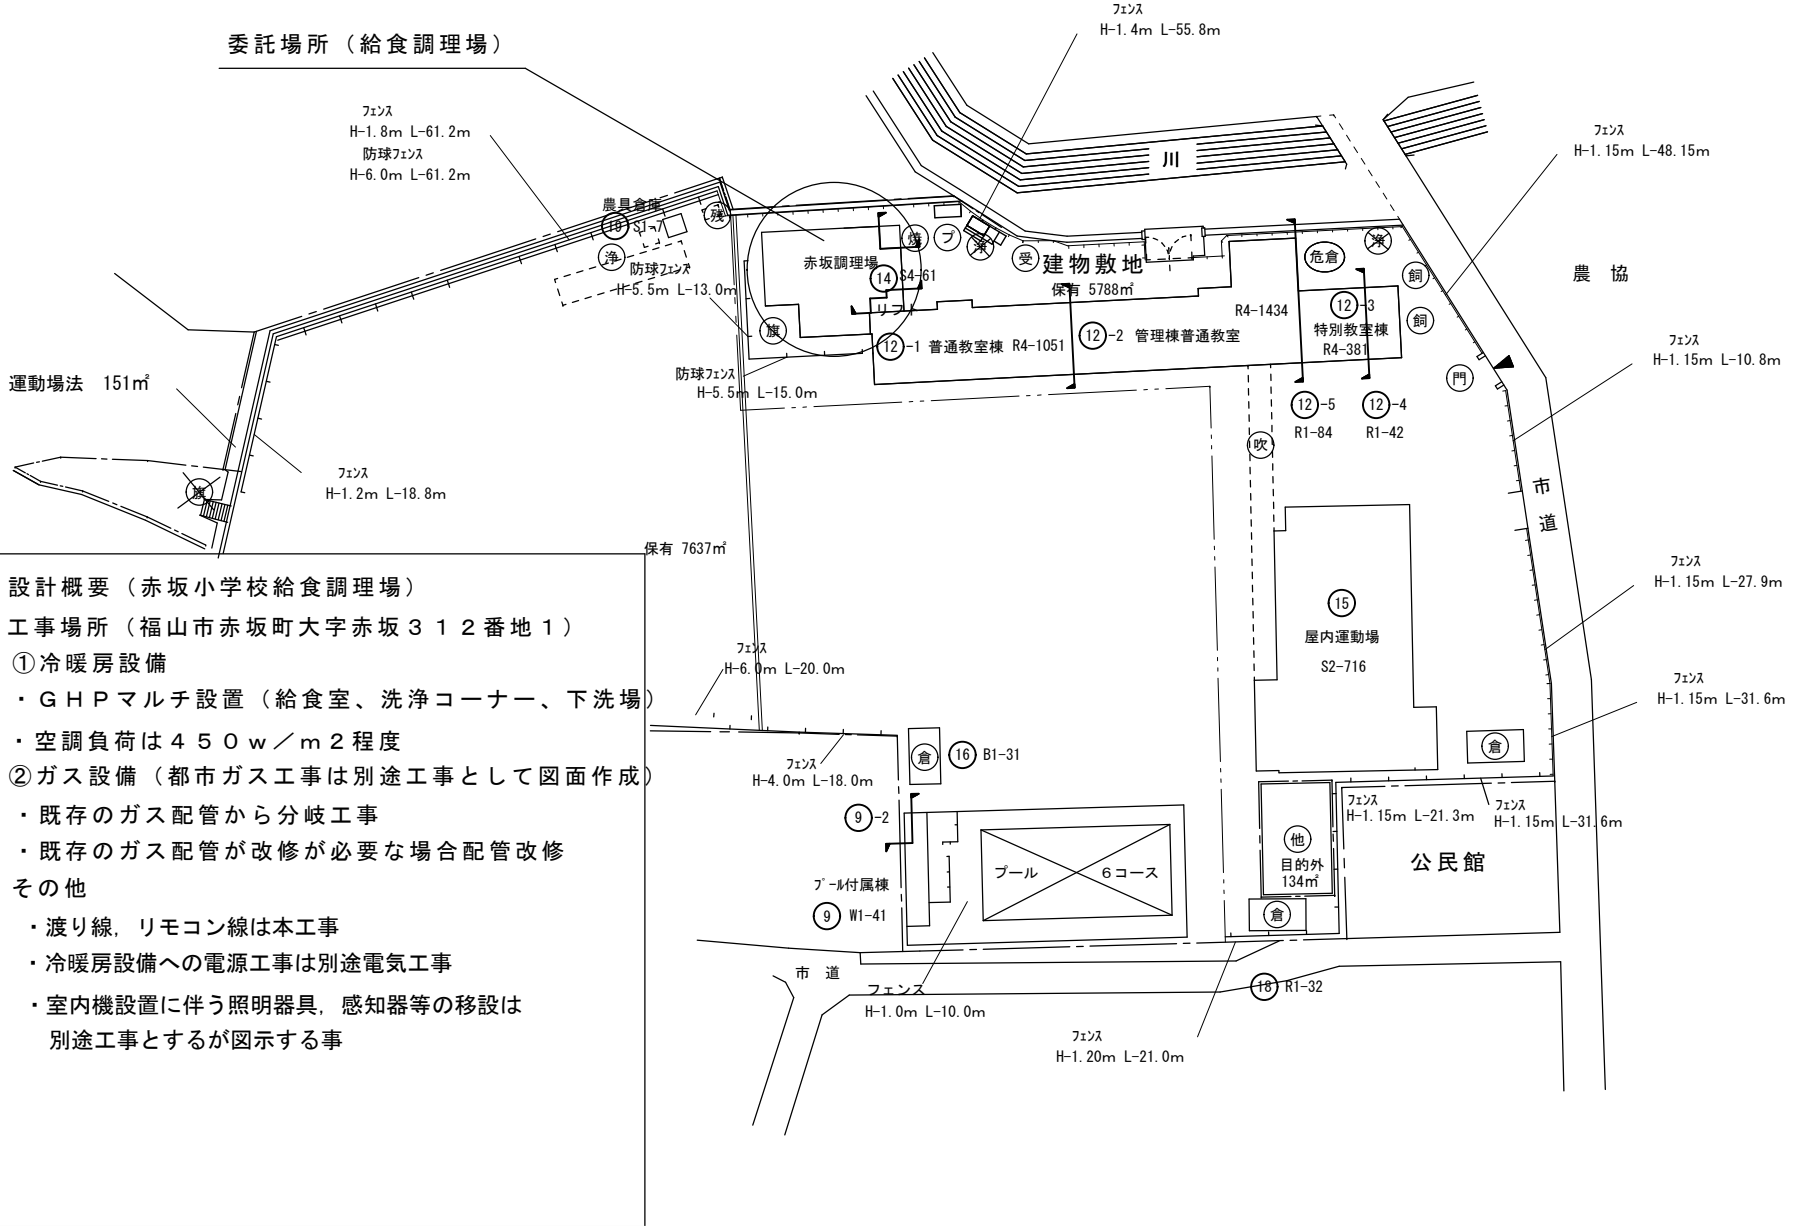 委託場所（給食調理場）
フェンス
H-1.4m L-55.8m
フェンス
H-1.8m L-61.2m
防球フェンス
H-6.0m L-61.2m
川
フェンス
H-1.15m L-48.15m
農協
農具倉庫
19 S1-7
残
浄
防球フェンス
H-5.5m L-13.0m
赤坂調理場
14 S4-61
リフト
焼
プ
浄
受
建物敷地
保有 5788㎡
危倉
浄
飼
飼
旗
12-1 普通教室棟 R4-1051
12-2 管理棟普通教室
R4-1434
12-3
特別教室棟
R4-381
門
フェンス
H-1.15m L-10.8m
防球フェンス
H-5.5m L-15.0m
運動場法 151㎡
12-5
R1-84
12-4
R1-42
吹
フェンス
H-1.2m L-18.8m
旗
市道
保有 7637㎡
フェンス
H-1.15m L-27.9m
15
屋内運動場
S2-716
フェンス
H-1.15m L-31.6m
設計概要（赤坂小学校給食調理場）
工事場所（福山市赤坂町大字赤坂３１２番地１）
①冷暖房設備
・ＧＨＰマルチ設置（給食室、洗浄コーナー、下洗場）
・空調負荷は４５０ｗ／ｍ２程度
②ガス設備（都市ガス工事は別途工事として図面作成）
・既存のガス配管から分岐工事
・既存のガス配管が改修が必要な場合配管改修
その他
・渡り線，リモコン線は本工事
・冷暖房設備への電源工事は別途電気工事
・室内機設置に伴う照明器具，感知器等の移設は
別途工事とするが図示する事
フェンス
H-6.0m L-20.0m
フェンス
H-4.0m L-18.0m
倉
16 B1-31
倉
9-2
フェンス
H-1.15m L-21.3m
フェンス
H-1.15m L-31.6m
プール
６コース
他
目的外
134㎡
公民館
プール付属棟
9 W1-41
倉
市道
フェンス
H-1.0m L-10.0m
18 R1-32
フェンス
H-1.20m L-21.0m